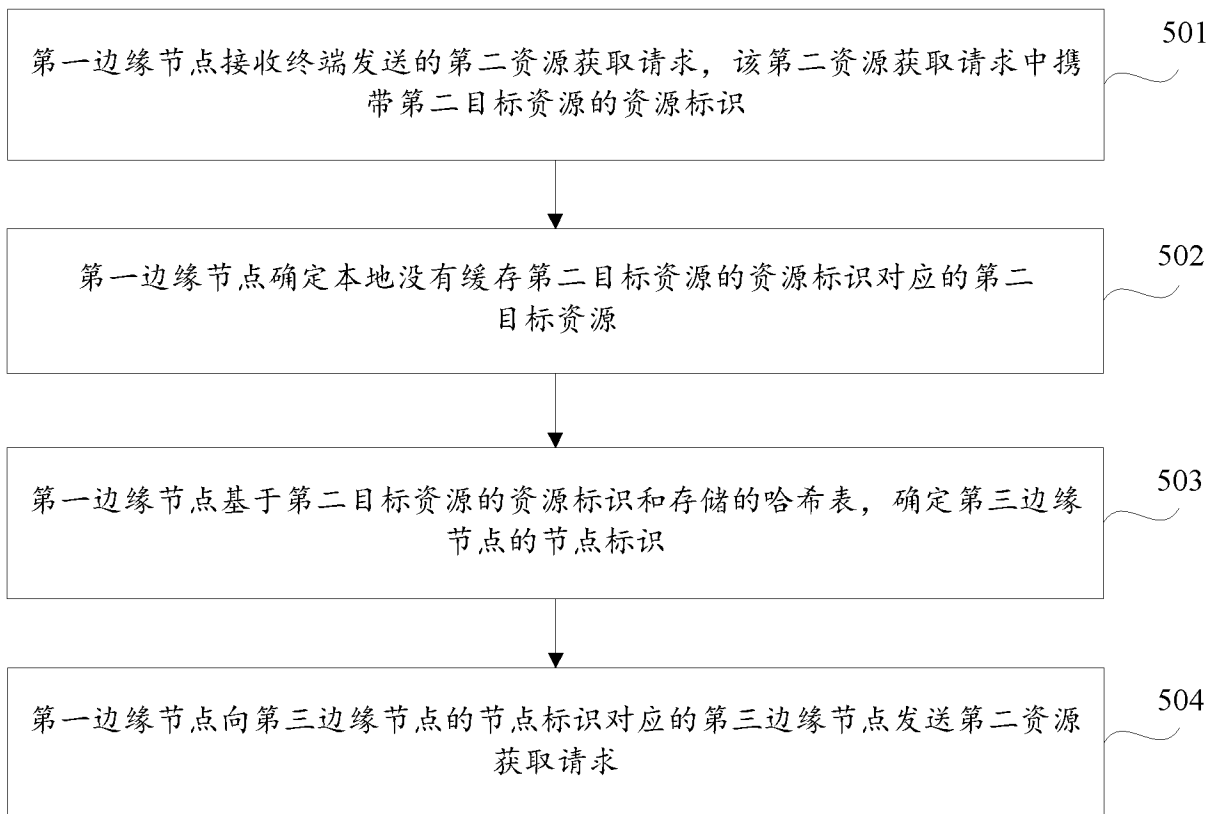 第一边缘节点接收终端发送的第二资源获取请求，该第二资源获取请求中携
带第二目标资源的资源标识
501
第一边缘节点确定本地没有缓存第二目标资源的资源标识对应的第二
目标资源
502
第一边缘节点基于第二目标资源的资源标识和存储的哈希表，确定第三边缘
节点的节点标识
503
第一边缘节点向第三边缘节点的节点标识对应的第三边缘节点发送第二资源
获取请求
504